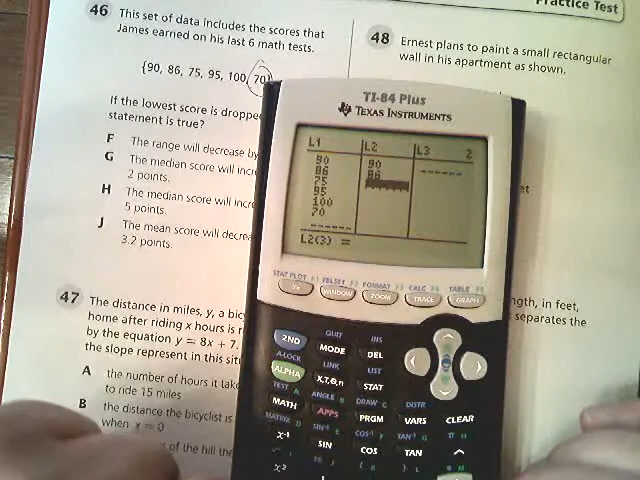 Practice Test
46 This set of data includes the scores that
James earned on his last 6 math tests.
{90, 86, 75, 95, 100, 70}
If the lowest score is dropped
statement is true?
F The range will decrease by
G The median score will incre
2 points.
H The median score will incre
5 points.
J The mean score will decrea
3.2 points.
47 The distance in miles, y, a bic
home after riding x hours is r
by the equation y = 8x + 7.
the slope represent in this sit
A the number of hours it take
to ride 15 miles
B the distance the bicyclist is
when x = 0
of the hill the
48 Ernest plans to paint a small rectangular
wall in his apartment as shown.
et
ngth, in feet,
separates the
TI-84 Plus
TEXAS INSTRUMENTS
L1 L2 L3 2
90 90 ------
86 86
75
95
100
70
------
L2(3) =
STAT PLOT F1 TBLSET F2 FORMAT F3 CALC F4 TABLE F5
Y= WINDOW ZOOM TRACE GRAPH
QUIT INS
2ND MODE DEL
A-LOCK LINK LIST
ALPHA X,T,θ,n STAT
TEST A ANGLE B DRAW C DISTR
MATH APPS PRGM VARS CLEAR
MATRIX D SIN⁻¹ E COS⁻¹ F TAN⁻¹ G π H
x⁻¹ SIN COS TAN ^
x²